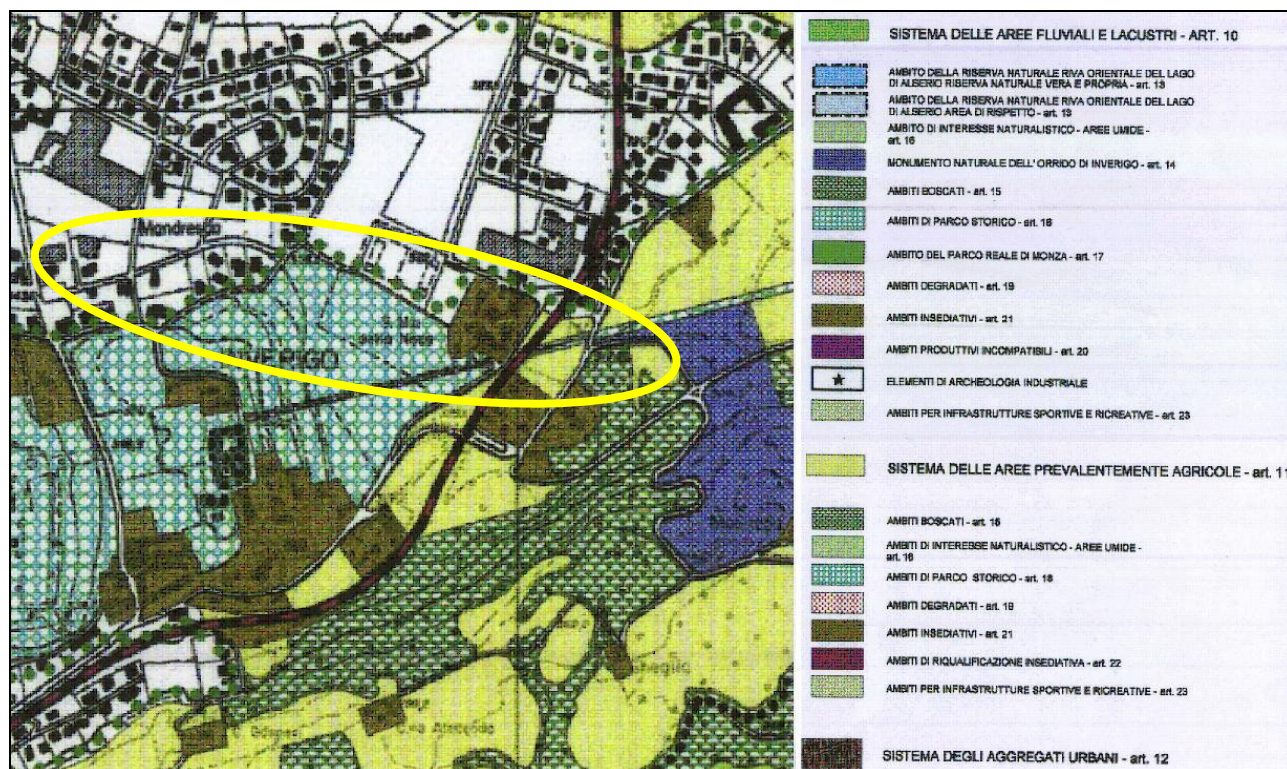 Mandresca
SISTEMA DELLE AREE FLUVIALI E LACUSTRI - ART. 10
AMBITO DELLA RISERVA NATURALE RIVA ORIENTALE DEL LAGO
DI ALSERIO RISERVA NATURALE VERA E PROPRIA - art. 13
AMBITO DELLA RISERVA NATURALE RIVA ORIENTALE DEL LAGO
DI ALSERIO AREA DI RISPETTO - art. 13
AMBITO DI INTERESSE NATURALISTICO - AREE UMIDE -
art. 16
MONUMENTO NATURALE DELL' ORRIDO DI INVERIGO - art. 14
AMBITI BOSCATI - art. 15
AMBITI DI PARCO STORICO - art. 18
AMBITO DEL PARCO REALE DI MONZA - art. 17
AMBITI DEGRADATI - art. 19
AMBITI INSEDIATIVI - art. 21
AMBITI PRODUTTIVI INCOMPATIBILI - art. 20
ELEMENTI DI ARCHEOLOGIA INDUSTRIALE
AMBITI PER INFRASTRUTTURE SPORTIVE E RICREATIVE - art. 23
SISTEMA DELLE AREE PREVALENTEMENTE AGRICOLE - art. 11
AMBITI BOSCATI - art. 15
AMBITI DI INTERESSE NATURALISTICO - AREE UMIDE -
art. 16
AMBITI DI PARCO STORICO - art. 18
AMBITI DEGRADATI - art. 19
AMBITI INSEDIATIVI - art. 21
AMBITI DI RIQUALIFICAZIONE INSEDIATIVA - art. 22
AMBITI PER INFRASTRUTTURE SPORTIVE E RICREATIVE - art. 23
SISTEMA DEGLI AGGREGATI URBANI - art. 12